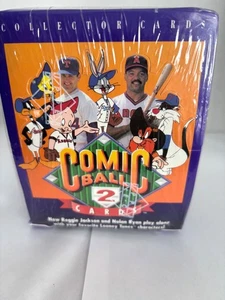 COLLECTOR CARDS
COMIC
BALL
2
CARDS
Now Reggie Jackson and Nolan Ryan play along
with your favorite Looney Tunes characters!